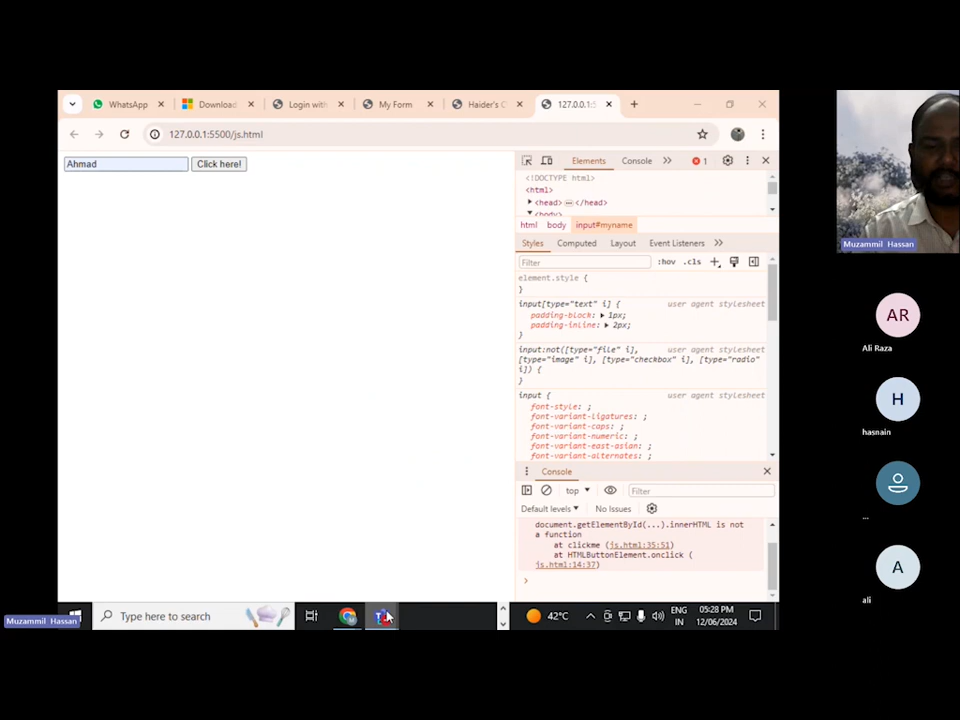 WhatsApp
Download
Login with
My Form
Haider's C
127.0.0.1:5
127.0.0.1:5500/js.html
Ahmad
Click here!
Elements
Console
1
<!DOCTYPE html>
<html>
<head> </head>
<body>
html
body
input#myname
Styles
Computed
Layout
Event Listeners
Filter
:hov
.cls
element.style {
}
input[type="text" i] {
user agent stylesheet
padding-block: 1px;
padding-inline: 2px;
}
input:not([type="file" i],
user agent stylesheet
[type="image" i], [type="checkbox" i], [type="radio"
i]) {
}
input {
user agent stylesheet
font-style: ;
font-variant-ligatures: ;
font-variant-caps: ;
font-variant-numeric: ;
font-variant-east-asian: ;
font-variant-alternates: ;
Console
top
Filter
Default levels
No Issues
document.getElementById(...).innerHTML is not
a function
at clickme (js.html:35:51)
at HTMLButtonElement.onclick (
js.html:14:37)
Type here to search
42°C
ENG
IN
05:28 PM
12/06/2024
Muzammil Hassan
Muzammil Hassan
AR
Ali Raza
H
hasnain
...
A
ali